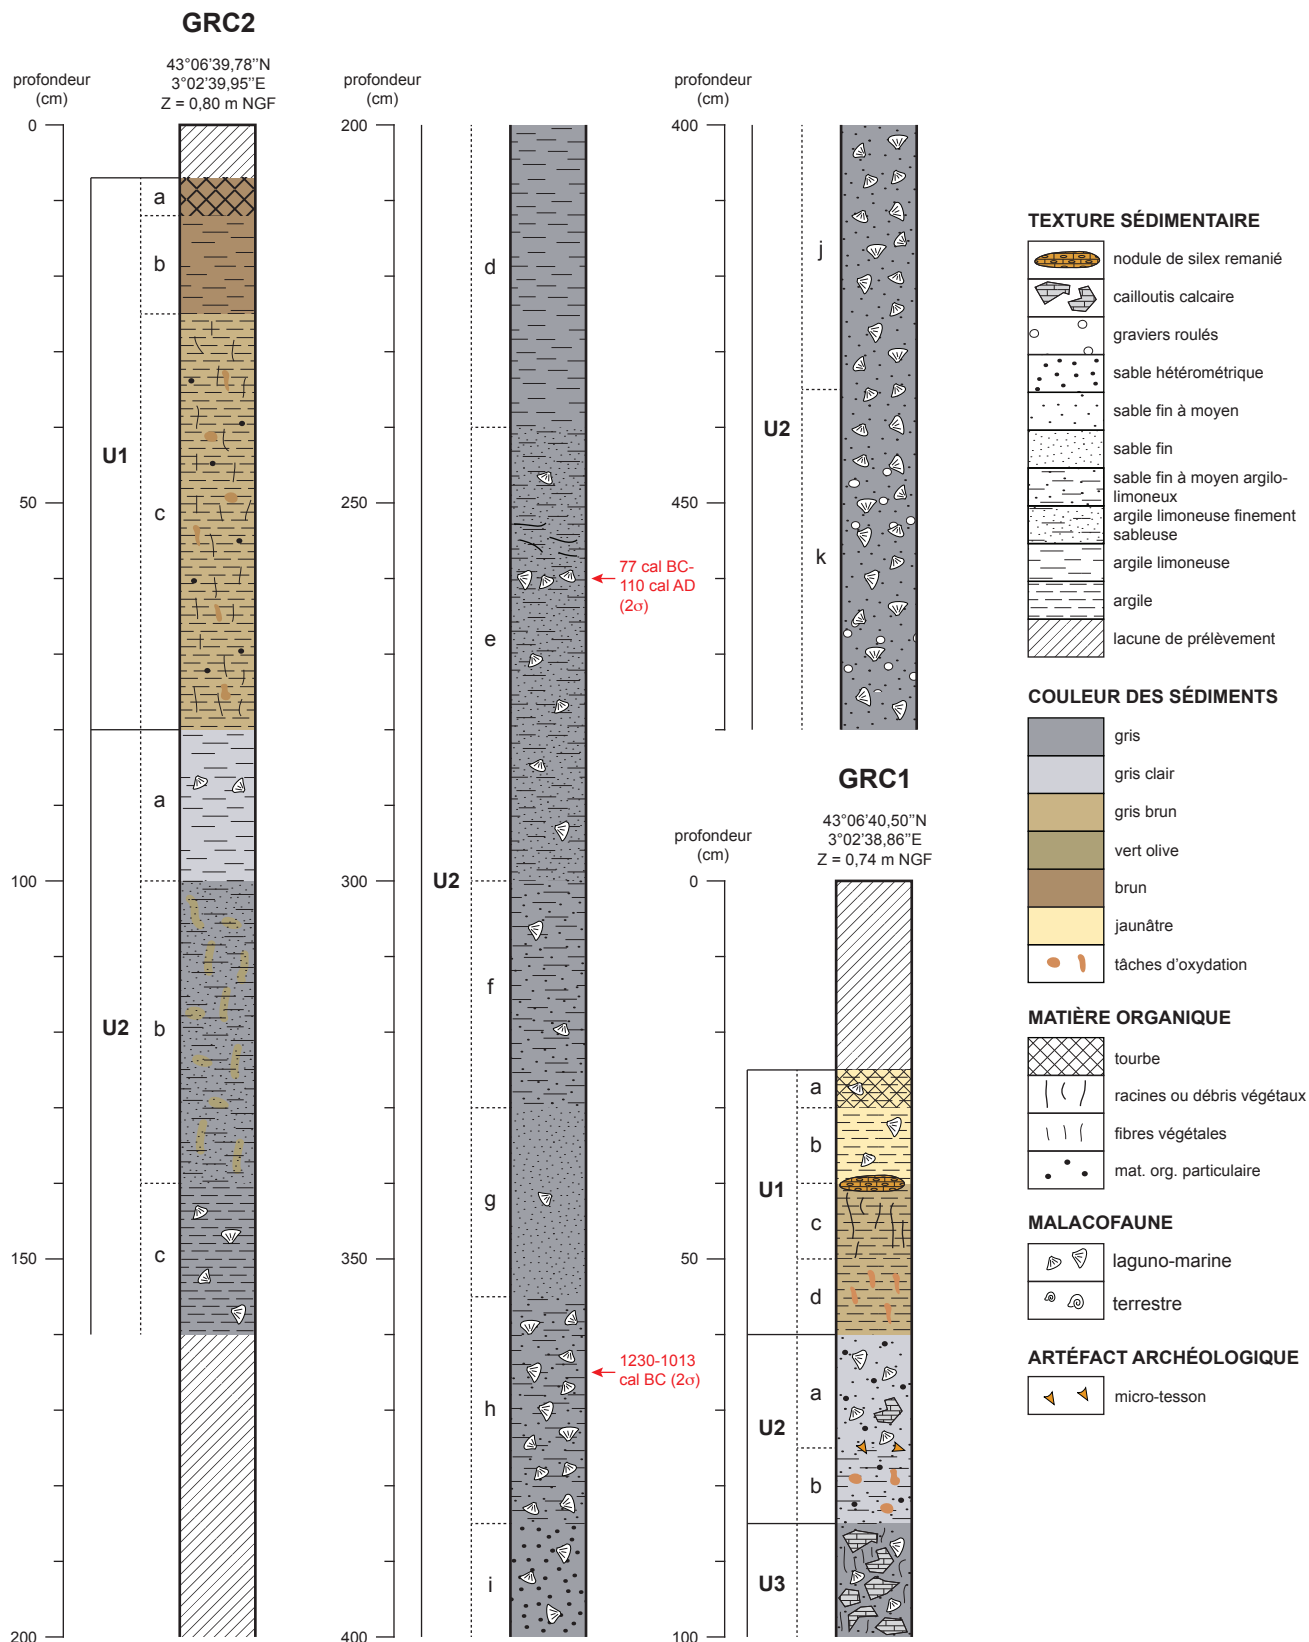 GRC2
43°06’39,78’’N
3°02’39,95’’E
Z = 0,80 m NGF
profondeur
(cm)
0
50
100
150
200
U1
a
b
c
U2
a
b
c
profondeur
(cm)
200
250
300
350
400
U2
d
e
f
g
h
i
77 cal BC-
110 cal AD
(2σ)
1230-1013
cal BC (2σ)
profondeur
(cm)
400
450
U2
j
k
GRC1
43°06’40,50’’N
3°02’38,86’’E
Z = 0,74 m NGF
profondeur
(cm)
0
50
100
U1
a
b
c
d
U2
a
b
U3
TEXTURE SÉDIMENTAIRE
nodule de silex remanié
cailloutis calcaire
graviers roulés
sable hétérométrique
sable fin à moyen
sable fin
sable fin à moyen argilo-
limoneux
argile limoneuse finement
sableuse
argile limoneuse
argile
lacune de prélèvement
COULEUR DES SÉDIMENTS
gris
gris clair
gris brun
vert olive
brun
jaunâtre
tâches d’oxydation
MATIÈRE ORGANIQUE
tourbe
racines ou débris végétaux
fibres végétales
mat. org. particulaire
MALACOFAUNE
laguno-marine
terrestre
ARTÉFACT ARCHÉOLOGIQUE
micro-tesson